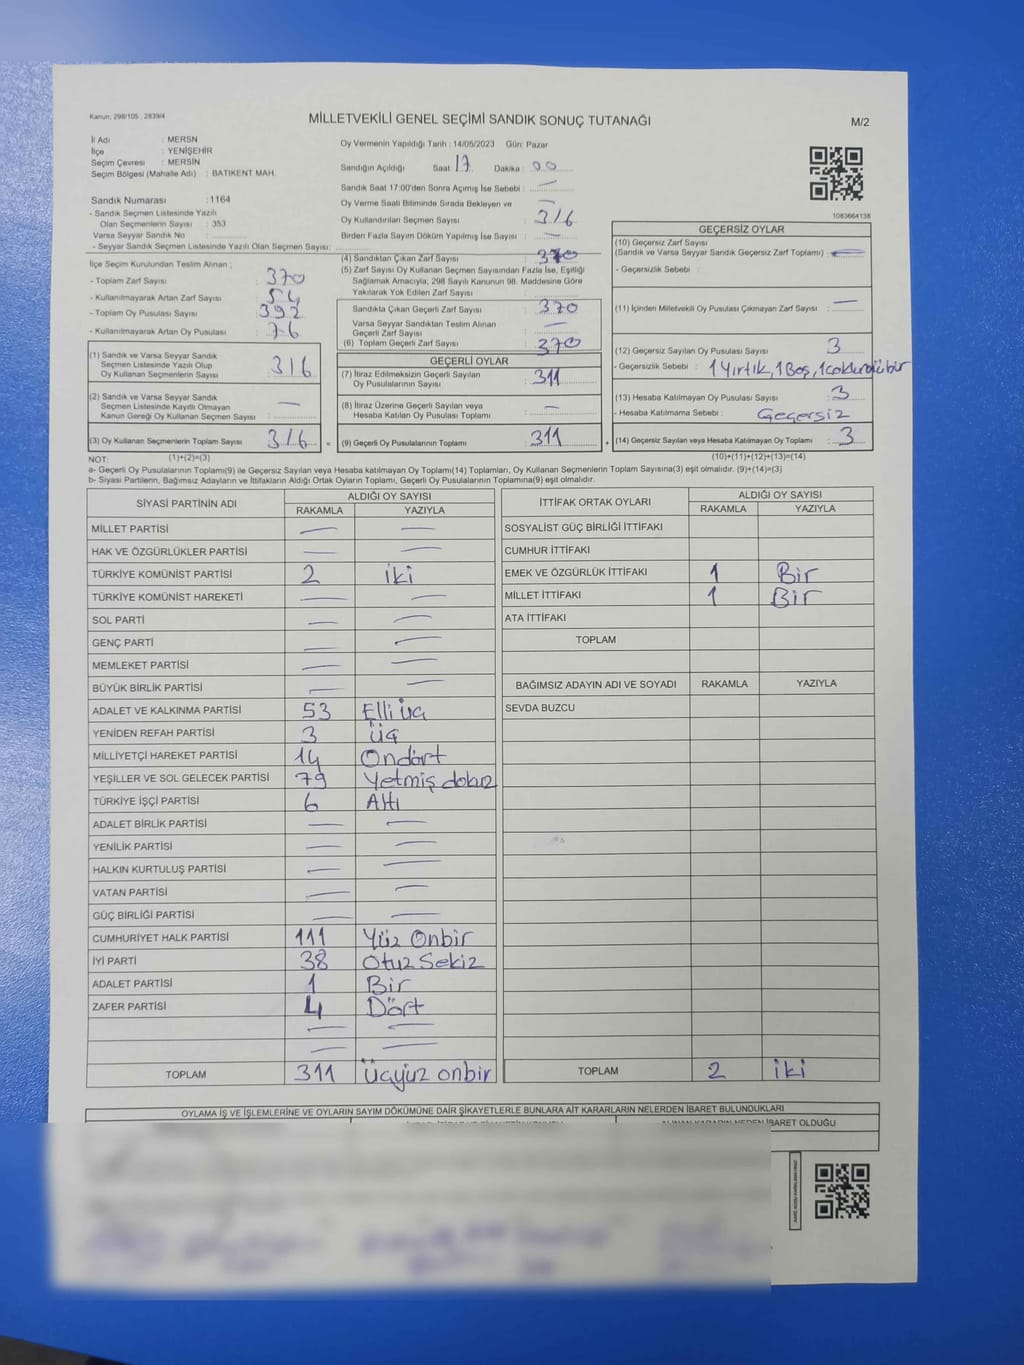 Kanun; 298/105 , 2839/4
MİLLETVEKİLİ GENEL SEÇİMİ SANDIK SONUÇ TUTANAĞI
M/2
İl Adı : MERSN
İlçe : YENİŞEHİR
Seçim Çevresi : MERSİN
Seçim Bölgesi (Mahalle Adı) : BATIKENT MAH.
Sandık Numarası : 1164
- Sandık Seçmen Listesinde Yazılı
Olan Seçmenlerin Sayısı : 353
Varsa Seyyar Sandık No :
- Seyyar Sandık Seçmen Listesinde Yazılı Olan Seçmen Sayısı:
Oy Vermenin Yapıldığı Tarih : 14/05/2023 Gün: Pazar
Sandığın Açıldığı Saat: 17 Dakika : 00
Sandık Saat 17:00'den Sonra Açımış İse Sebebi : —
Oy Verme Saati Bitiminde Sırada Bekleyen ve : —
Oy Kullandırılan Seçmen Sayısı : 316
Birden Fazla Sayım Döküm Yapılmış İse Sayısı : —
1083664136
İlçe Seçim Kurulundan Teslim Alınan ;
- Toplam Zarf Sayısı : 370
- Kullanılmayarak Artan Zarf Sayısı : 54
- Toplam Oy Pusulası Sayısı : 392
- Kullanılmayarak Artan Oy Pusulası : 76
(4) Sandıktan Çıkan Zarf Sayısı : 370
(5) Zarf Sayısı Oy Kullanan Seçmen Sayısından Fazla İse, Eşitliği
Sağlamak Amacıyla; 298 Sayılı Kanunun 98. Maddesine Göre
Yakılarak Yok Edilen Zarf Sayısı :
Sandıkta Çıkan Geçerli Zarf Sayısı : 370
Varsa Seyyar Sandıktan Teslim Alınan
Geçerli Zarf Sayısı : —
(6) Toplam Geçerli Zarf Sayısı : 370
GEÇERSİZ OYLAR
(10) Geçersiz Zarf Sayısı
(Sandık ve Varsa Seyyar Sandık Geçersiz Zarf Toplamı) : —
- Geçersizlik Sebebi :
(11) İçinden Milletvekili Oy Pusulası Çıkmayan Zarf Sayısı : —
(12) Geçersiz Sayılan Oy Pusulası Sayısı : 3
- Geçersizlik Sebebi : 1 Yırtık, 1 Boş, 1
(13) Hesaba Katılmayan Oy Pusulası Sayısı : 3
- Hesaba Katılmama Sebebi : Geçersiz
(14) Geçersiz Sayılan veya Hesaba Katılmayan Oy Toplamı : 3
(10)+(11)+(12)+(13)=(14)
(1) Sandık ve Varsa Seyyar Sandık
Seçmen Listesinde Yazılı Olup
Oy Kullanan Seçmenlerin Sayısı : 316
(2) Sandık ve Varsa Seyyar Sandık
Seçmen Listesinde Kayıtlı Olmayan
Kanun Gereği Oy Kullanan Seçmen Sayısı : —
(3) Oy Kullanan Seçmenlerin Toplam Sayısı : 316 =
GEÇERLİ OYLAR
(7) İtiraz Edilmeksizin Geçerli Sayılan
Oy Pusulalarının Sayısı : 311
(8) İtiraz Üzerine Geçerli Sayılan veya
Hesaba Katılan Oy Pusulası Toplamı : —
(9) Geçerli Oy Pusulalarının Toplamı : 311 +
NOT: (1)+(2)=(3)
a- Geçerli Oy Pusulalarının Toplamı(9) ile Geçersiz Sayılan veya Hesaba katılmayan Oy Toplamı(14) Toplamları, Oy Kullanan Seçmenlerin Toplam Sayısına(3) eşit olmalıdır. (9)+(14)=(3)
b- Siyasi Partilerin, Bağımsız Adayların ve İttifakların Aldığı Ortak Oyların Toplamı, Geçerli Oy Pusulalarının Toplamına(9) eşit olmalıdır.
SİYASİ PARTİNİN ADI ALDIĞI OY SAYISI
RAKAMLA YAZIYLA
MİLLET PARTİSİ — —
HAK VE ÖZGÜRLÜKLER PARTİSİ — —
TÜRKİYE KOMÜNİST PARTİSİ 2 iki
TÜRKİYE KOMÜNİST HAREKETİ — —
SOL PARTİ — —
GENÇ PARTİ — —
MEMLEKET PARTİSİ — —
BÜYÜK BİRLİK PARTİSİ — —
ADALET VE KALKINMA PARTİSİ 53 Elli üç
YENİDEN REFAH PARTİSİ 3 üç
MİLLİYETÇİ HAREKET PARTİSİ 14 Ondört
YEŞİLLER VE SOL GELECEK PARTİSİ 79 Yetmiş dokuz
TÜRKİYE İŞÇİ PARTİSİ 6 Altı
ADALET BİRLİK PARTİSİ — —
YENİLİK PARTİSİ — —
HALKIN KURTULUŞ PARTİSİ — —
VATAN PARTİSİ — —
GÜÇ BİRLİĞİ PARTİSİ — —
CUMHURİYET HALK PARTİSİ 111 Yüz Onbir
İYİ PARTİ 38 Otuz Sekiz
ADALET PARTİSİ 1 Bir
ZAFER PARTİSİ 4 Dört
— —
— —
TOPLAM 311 üçyüz onbir
İTTİFAK ORTAK OYLARI ALDIĞI OY SAYISI
RAKAMLA YAZIYLA
SOSYALİST GÜÇ BİRLİĞİ İTTİFAKI
CUMHUR İTTİFAKI
EMEK VE ÖZGÜRLÜK İTTİFAKI 1 Bir
MİLLET İTTİFAKI 1 Bir
ATA İTTİFAKI
TOPLAM
BAĞIMSIZ ADAYIN ADI VE SOYADI RAKAMLA YAZIYLA
SEVDA BUZCU
TOPLAM 2 iki
OYLAMA İŞ VE İŞLEMLERİNE VE OYLARIN SAYIM DÖKÜMÜNE DAİR ŞİKAYETLERLE BUNLARA AİT KARARLARIN NELERDEN İBARET BULUNDUKLARI
ALINAN KARARIN NEDEN İBARET OLDUĞU